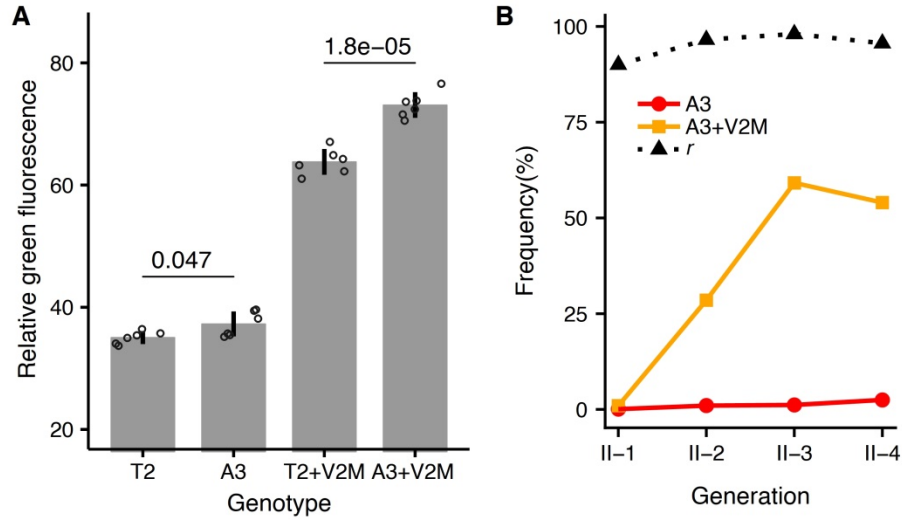 A
Relative green fluorescence
80
60
40
20
0.047
1.8e−05
T2
A3
T2+V2M
A3+V2M
Genotype
B
Frequency(%)
100
75
50
25
0
A3
A3+V2M
r
II−1
II−2
II−3
II−4
Generation